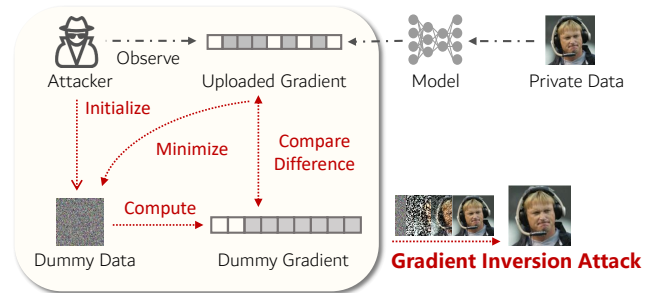 Observe
Attacker
Uploaded Gradient
Model
Private Data
Initialize
Minimize
Compare
Difference
Compute
Dummy Data
Dummy Gradient
Gradient Inversion Attack